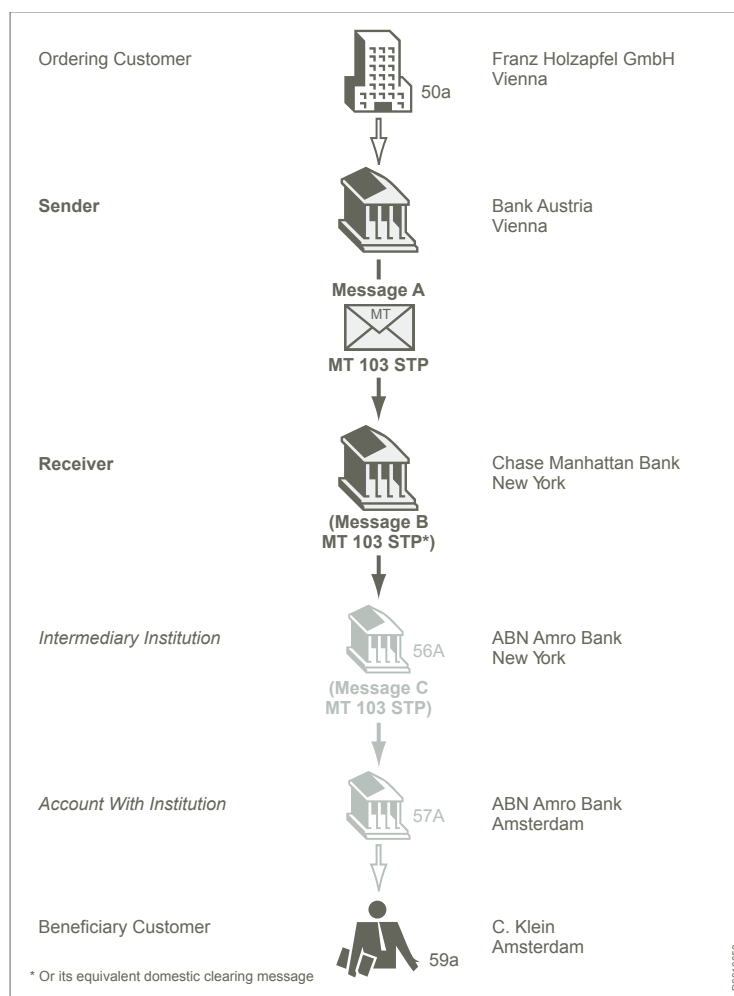 Ordering Customer
50a
Franz Holzapfel GmbH
Vienna
Sender
Bank Austria
Vienna
Message A
MT
MT 103 STP
Receiver
Chase Manhattan Bank
New York
(Message B
MT 103 STP*)
Intermediary Institution
56A
ABN Amro Bank
New York
(Message C
MT 103 STP)
Account With Institution
57A
ABN Amro Bank
Amsterdam
Beneficiary Customer
59a
C. Klein
Amsterdam
* Or its equivalent domestic clearing message